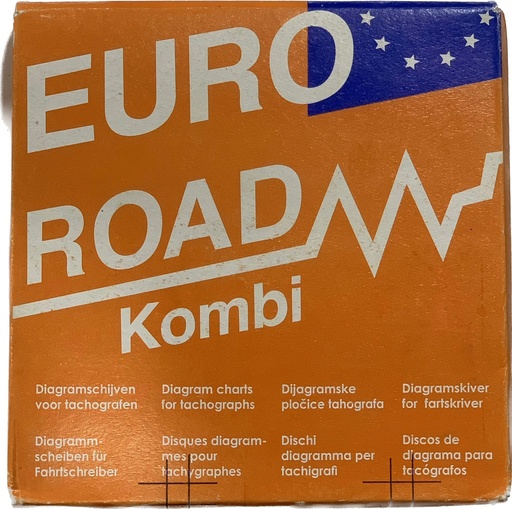 EURO
ROAD
Kombi
Diagramschijven
voor tachografen
Diagram charts
for tachographs
Dijagramske
pločice tahografa
Diagramskiver
for fartskriver
Diagramm-
scheiben für
Fahrtschreiber
Disques diagram-
mes pour
tachygraphes
Dischi
diagramma per
tachigrafi
Discos de
diagrama para
tacógrafos